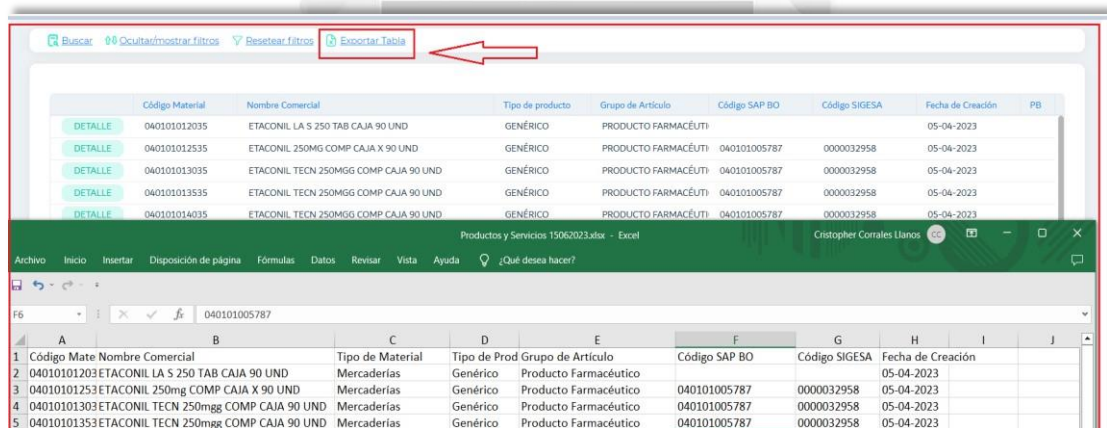 Buscar Ocultar/mostrar filtros Resetear filtros Exportar Tabla
Código Material Nombre Comercial Tipo de producto Grupo de Artículo Código SAP BO Código SIGESA Fecha de Creación PB
DETALLE 040101012035 ETACONIL LA S 250 TAB CAJA 90 UND GENÉRICO PRODUCTO FARMACÉUTI 05-04-2023
DETALLE 040101012535 ETACONIL 250MG COMP CAJA X 90 UND GENÉRICO PRODUCTO FARMACÉUTI 040101005787 0000032958 05-04-2023
DETALLE 040101013035 ETACONIL TECN 250MGG COMP CAJA 90 UND GENÉRICO PRODUCTO FARMACÉUTI 040101005787 0000032958 05-04-2023
DETALLE 040101013535 ETACONIL TECN 250MGG COMP CAJA 90 UND GENÉRICO PRODUCTO FARMACÉUTI 040101005787 0000032958 05-04-2023
DETALLE 040101014035 ETACONIL TECN 250MGG COMP CAJA 90 UND GENÉRICO PRODUCTO FARMACÉUTI 040101005787 0000032958 05-04-2023
Productos y Servicios 15062023.xlsx - Excel Cristopher Corrales Llanos CC
Archivo Inicio Insertar Disposición de página Fórmulas Datos Revisar Vista Ayuda ¿Qué desea hacer?
F6 fx 040101005787
A B C D E F G H I J
1 Código Mate Nombre Comercial Tipo de Material Tipo de Prod Grupo de Artículo Código SAP BO Código SIGESA Fecha de Creación
2 04010101203 ETACONIL LA S 250 TAB CAJA 90 UND Mercaderías Genérico Producto Farmacéutico 05-04-2023
3 04010101253 ETACONIL 250mg COMP CAJA X 90 UND Mercaderías Genérico Producto Farmacéutico 040101005787 0000032958 05-04-2023
4 04010101303 ETACONIL TECN 250mgg COMP CAJA 90 UND Mercaderías Genérico Producto Farmacéutico 040101005787 0000032958 05-04-2023
5 04010101353 ETACONIL TECN 250mgg COMP CAJA 90 UND Mercaderías Genérico Producto Farmacéutico 040101005787 0000032958 05-04-2023